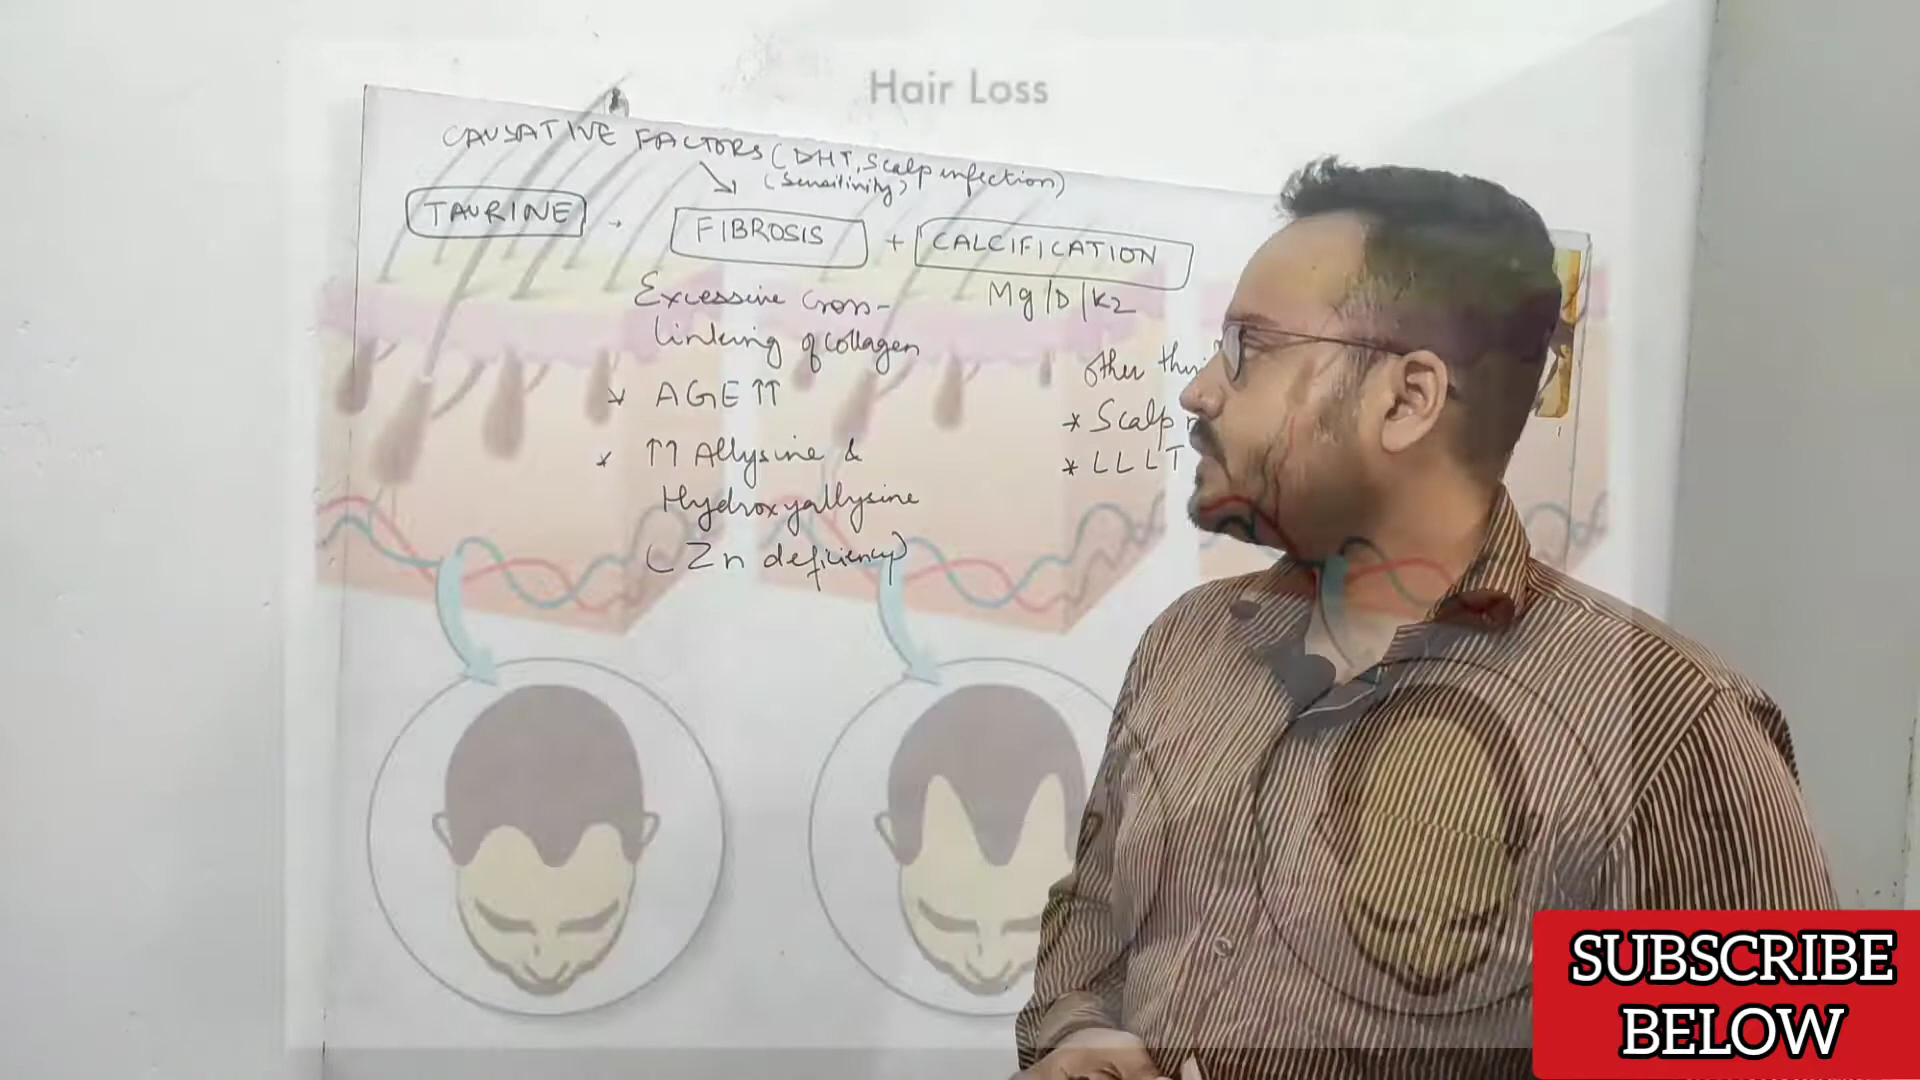 Hair Loss
CAUSATIVE FACTORS (DHT, Scalp infection)
(Sensitivity)
TAURINE
FIBROSIS + CALCIFICATION
Excessive cross-
linking of collagen
Mg/D/K2
* AGE ↑↑
* ↑↑ Allysine &
Hydroxyallysine
(Zn deficiency)
other
* Scalp
* LLLT
SUBSCRIBE
BELOW